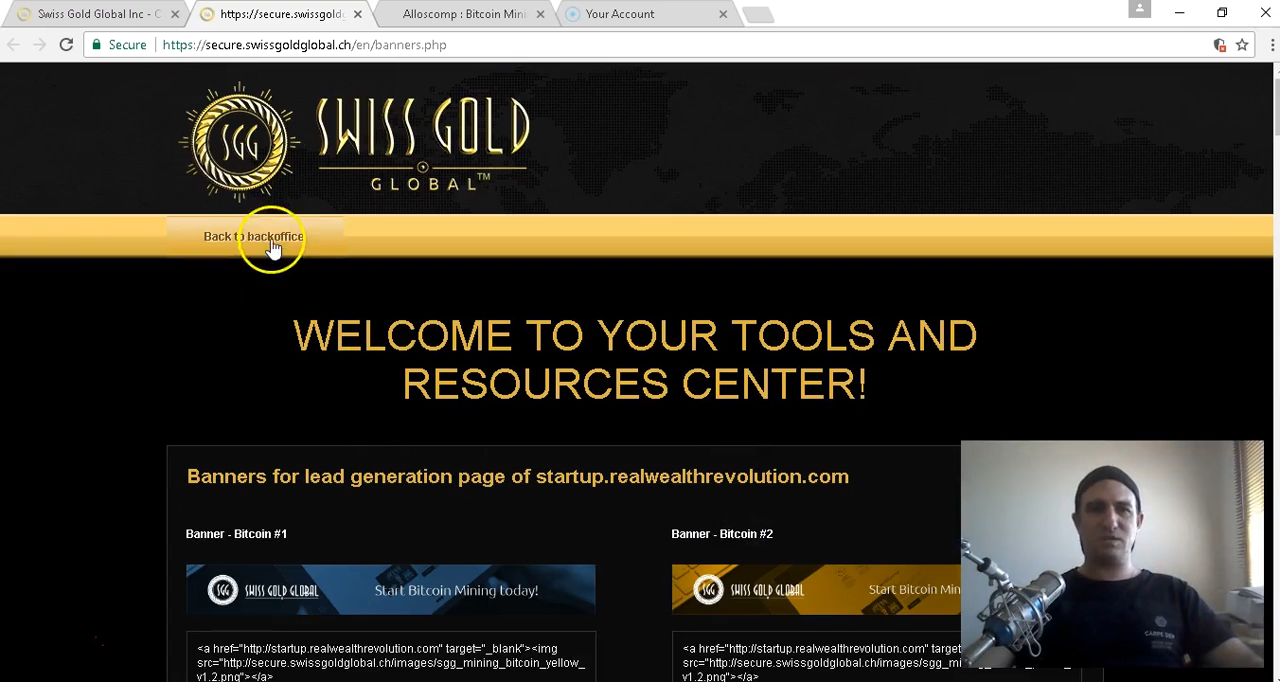 Swiss Gold Global Inc - C
https://secure.swissgold
Alloscomp : Bitcoin Mini
Your Account
Secure
https://secure.swissgoldglobal.ch/en/banners.php
SGG
SWISS GOLD
GLOBAL™
Back to backoffice
WELCOME TO YOUR TOOLS AND
RESOURCES CENTER!
Banners for lead generation page of startup.realwealthrevolution.com
Banner - Bitcoin #1
Banner - Bitcoin #2
SGG SWISS GOLD GLOBAL Start Bitcoin Mining today!
SGG SWISS GOLD GLOBAL Start Bitcoin Min
<a href="http://startup.realwealthrevolution.com" target="_blank"><img
src="http://secure.swissgoldglobal.ch/images/sgg_mining_bitcoin_yellow_
v1.2.png"></a>
<a href="http://startup.realwealthrevolution.com" targe
src="http://secure.swissgoldglobal.ch/images/sgg_mi
v1.2.png"></a>
CARPE DIEM